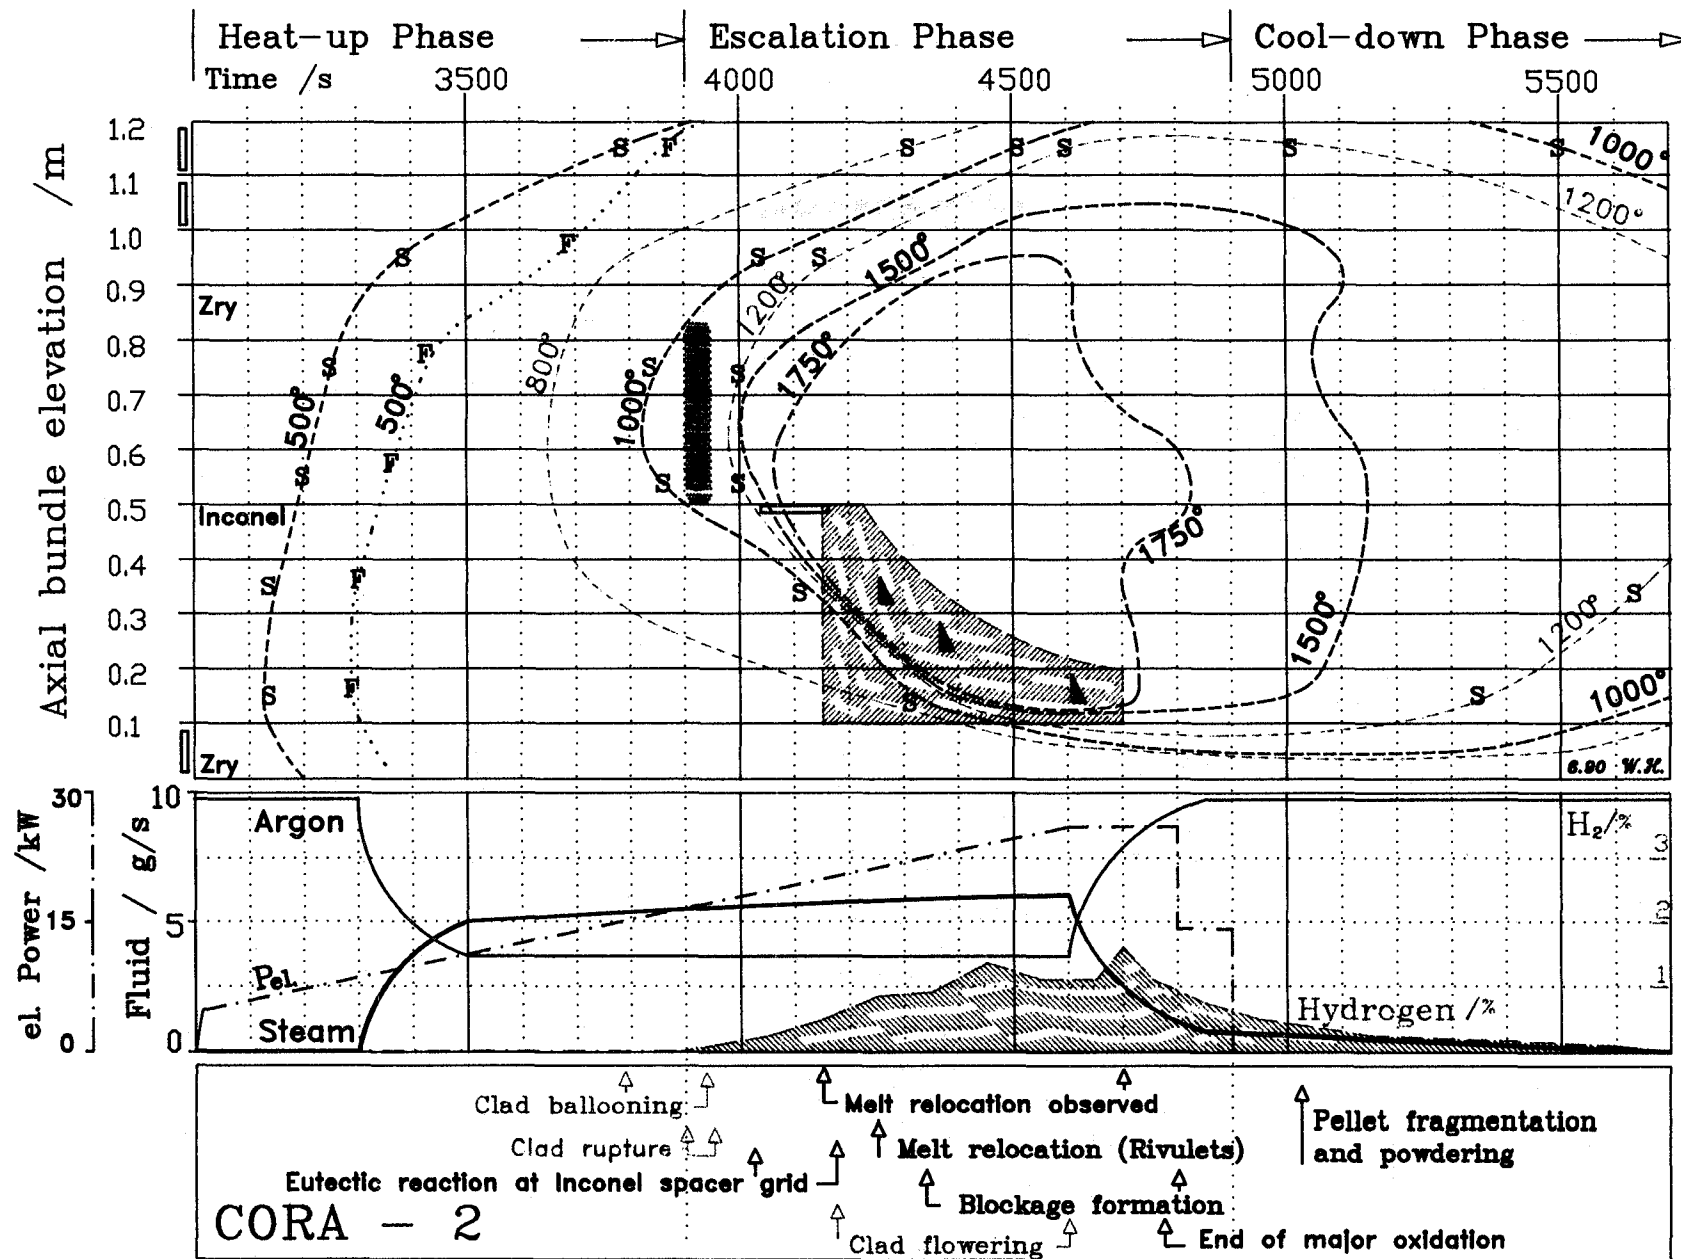 Heat-up Phase Escalation Phase Cool-down Phase
Time /s 3500 4000 4500 5000 5500
Axial bundle elevation /m
1.2
1.1
1.0
0.9
0.8
0.7
0.6
0.5
0.4
0.3
0.2
0.1
Zry
Inconel
Zry
S S F S S S S S
F S S S 1000°
1200°
S F S S
500° 500° 800° 1000° 1200° 1500° 1750°
S F S S
S F S S
1750° 1500° 1200°
S F S S 1000°
6.90 W.H.
el Power /kW
30
15
0
Fluid / g/s
10
5
0
Argon
Pel.
Steam
H₂/%
3
2
1
Hydrogen /%
Clad ballooning
Melt relocation observed
Clad rupture
Melt relocation (Rivulets)
Pellet fragmentation
and powdering
Eutectic reaction at Inconel spacer grid
Blockage formation
CORA - 2
Clad flowering
End of major oxidation